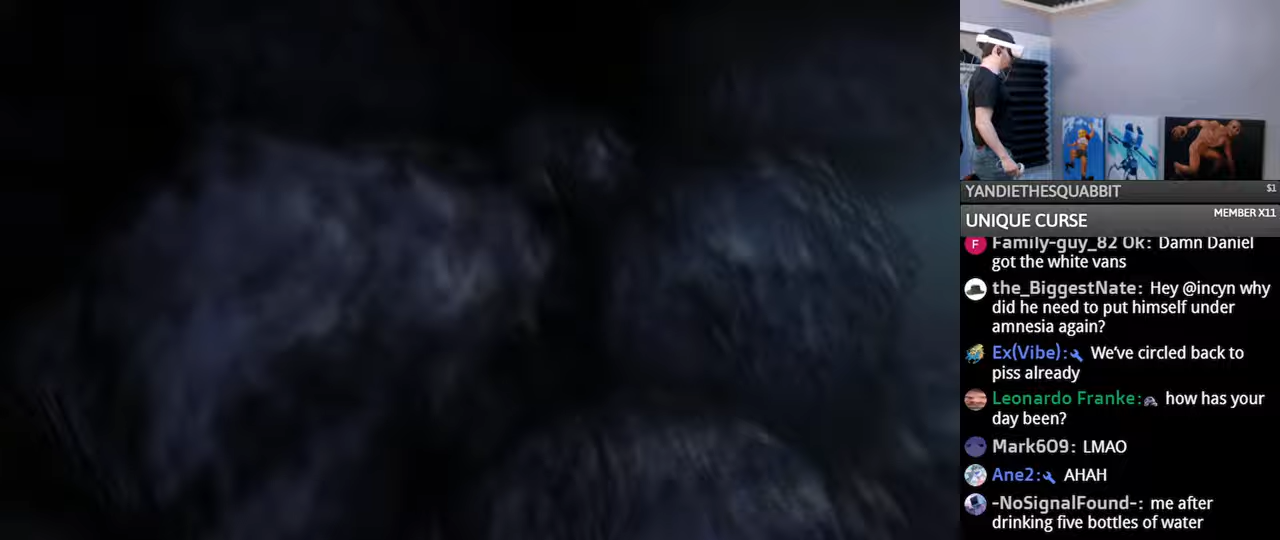 YANDIETHESQUABBIT $1
UNIQUE CURSE MEMBER X11
Family-guy_82 Ok: Damn Daniel
got the white vans
the_BiggestNate: Hey @incyn why
did he need to put himself under
amnesia again?
Ex(Vibe): We've circled back to
piss already
Leonardo Franke: how has your
day been?
Mark609: LMAO
Ane2: AHAH
-NoSignalFound-: me after
drinking five bottles of water